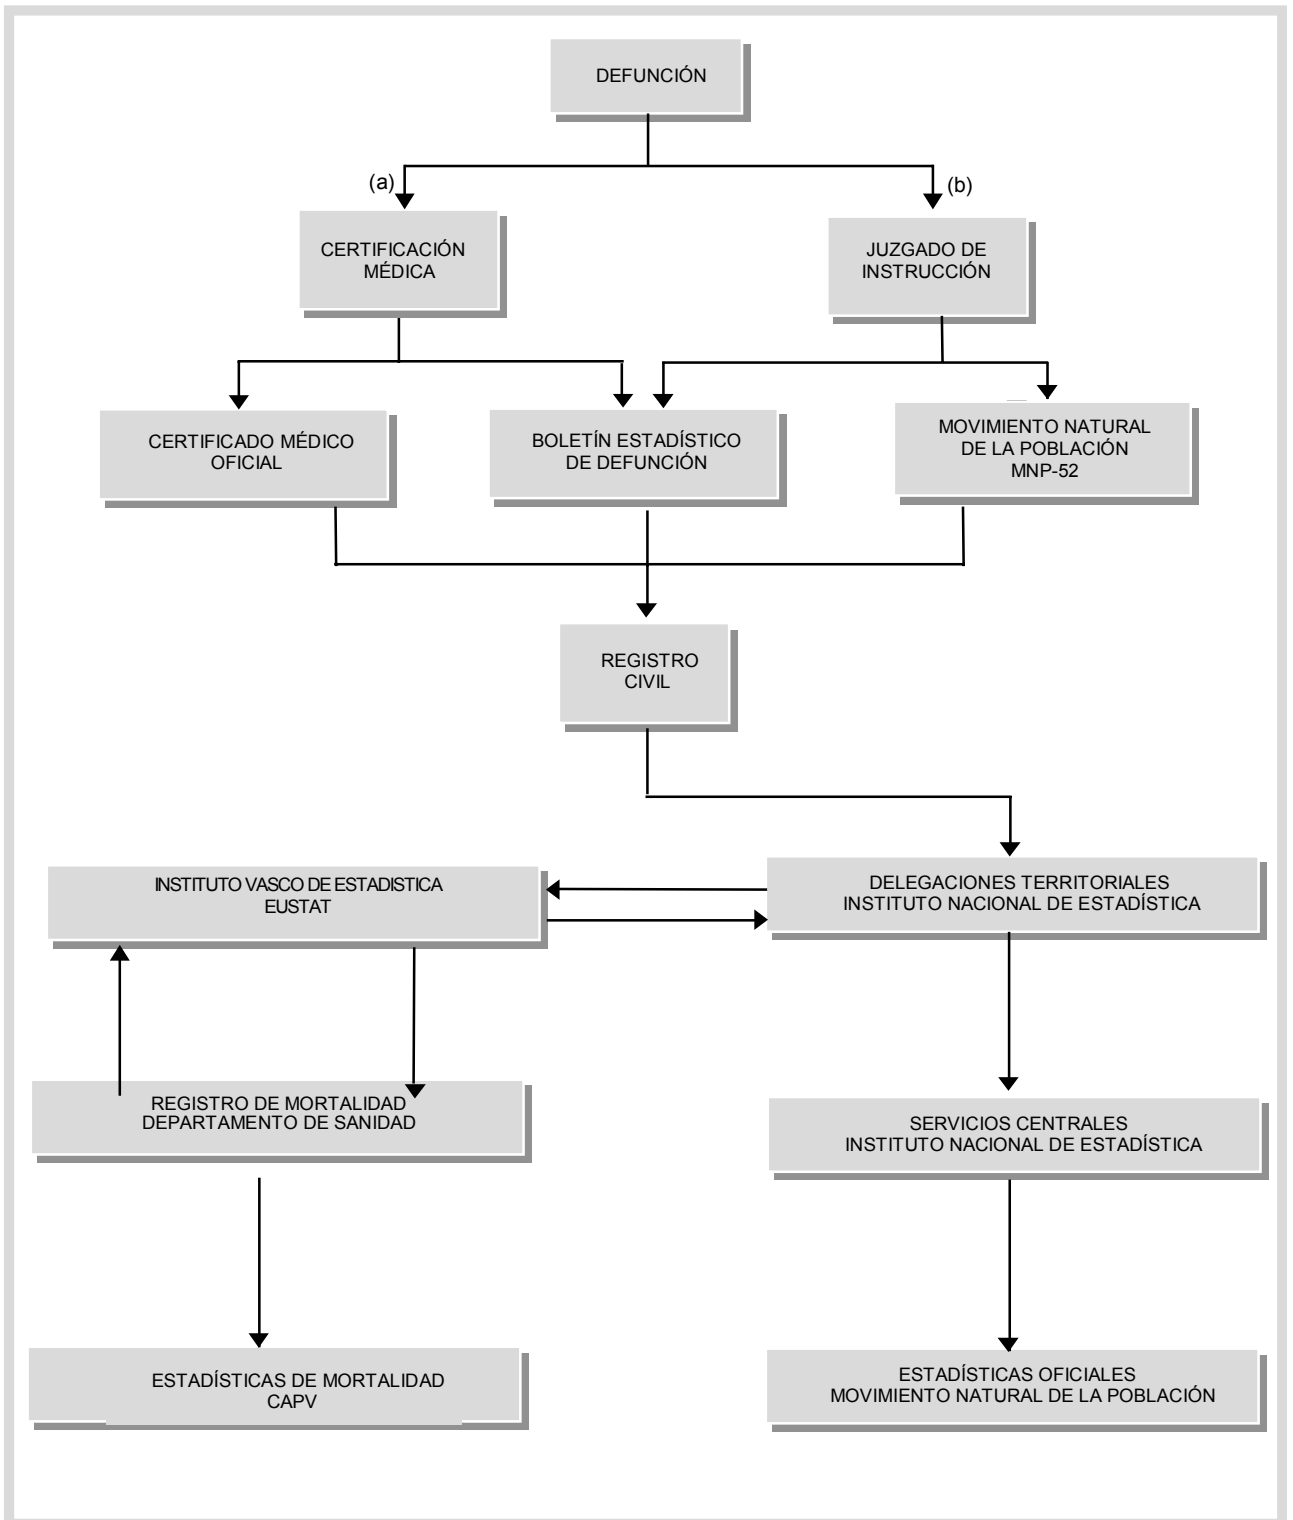 DEFUNCIÓN
(a)
(b)
CERTIFICACIÓN
MÉDICA
JUZGADO DE
INSTRUCCIÓN
CERTIFICADO MÉDICO
OFICIAL
BOLETÍN ESTADÍSTICO
DE DEFUNCIÓN
MOVIMIENTO NATURAL
DE LA POBLACIÓN
MNP-52
REGISTRO
CIVIL
INSTITUTO VASCO DE ESTADISTICA
EUSTAT
DELEGACIONES TERRITORIALES
INSTITUTO NACIONAL DE ESTADÍSTICA
REGISTRO DE MORTALIDAD
DEPARTAMENTO DE SANIDAD
SERVICIOS CENTRALES
INSTITUTO NACIONAL DE ESTADÍSTICA
ESTADÍSTICAS DE MORTALIDAD
CAPV
ESTADÍSTICAS OFICIALES
MOVIMIENTO NATURAL DE LA POBLACIÓN